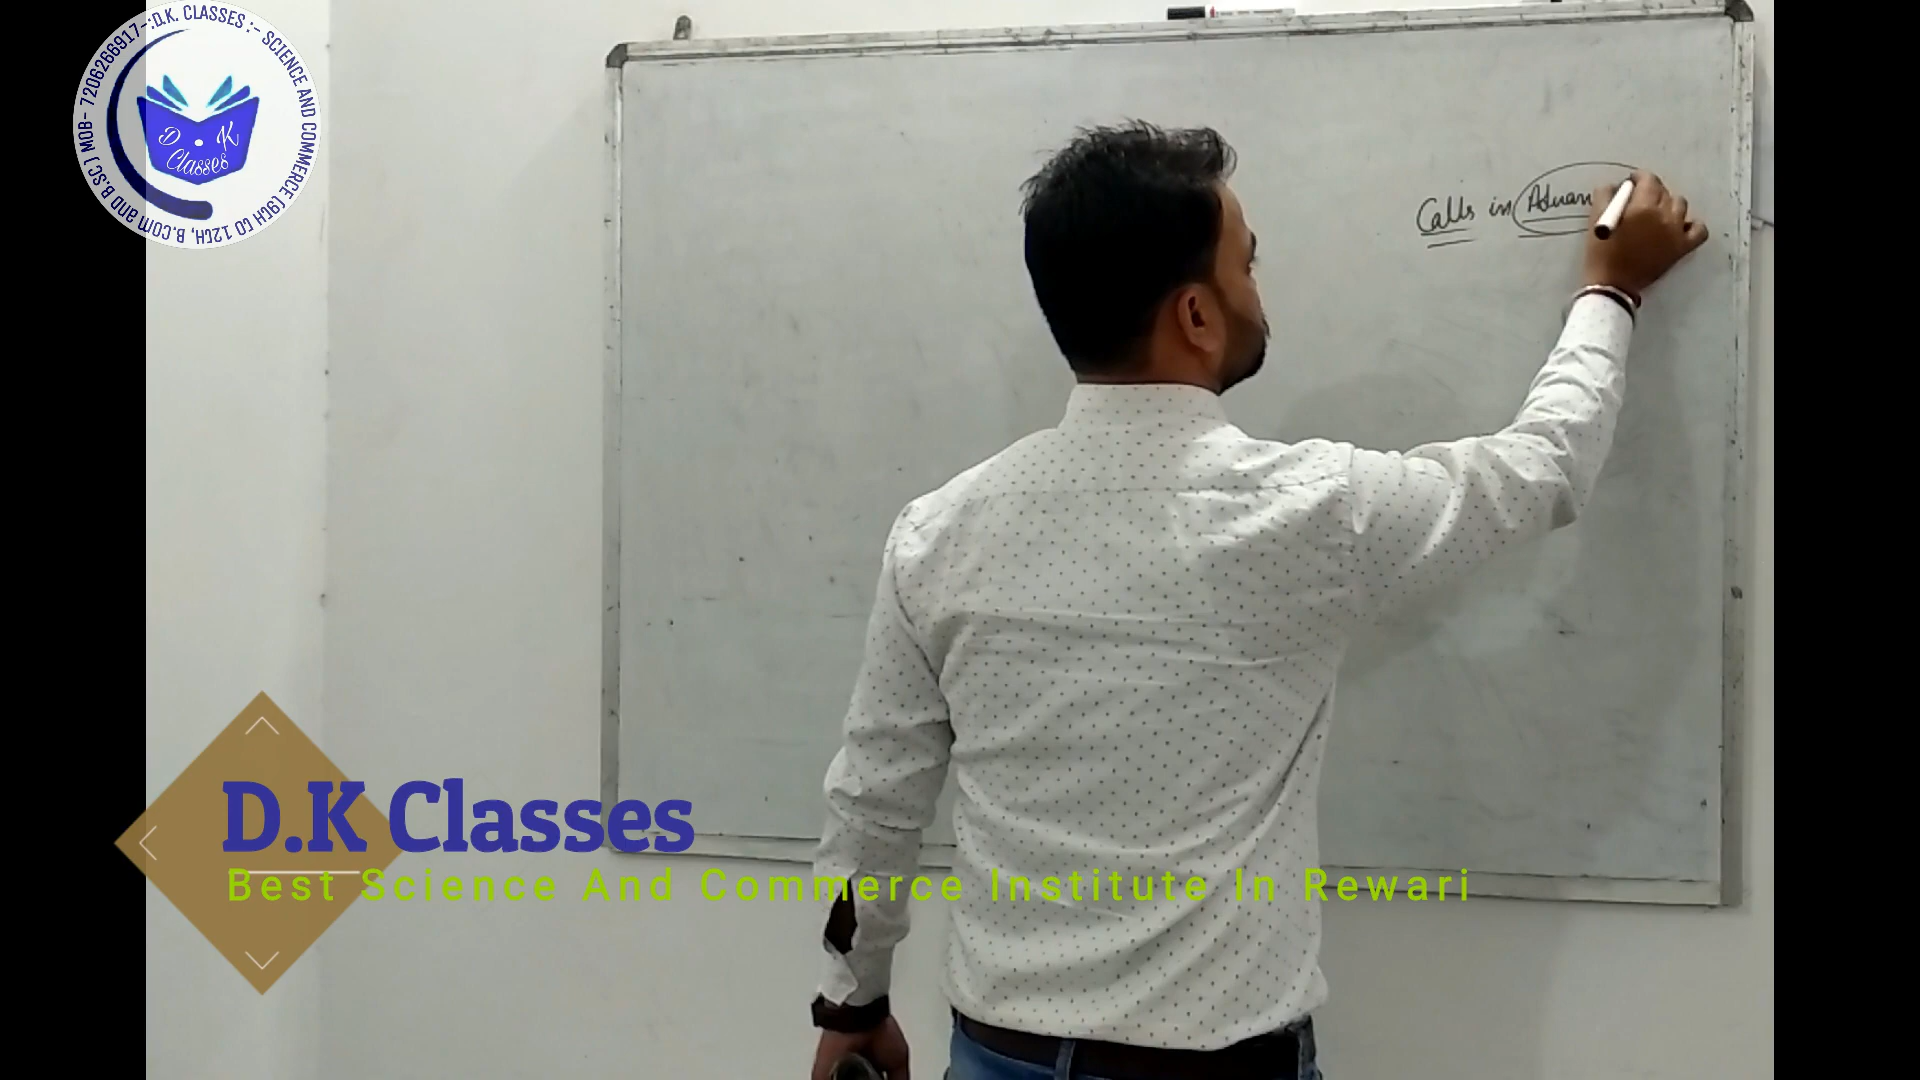 :D.K. CLASSES :- SCIENCE AND COMMERCE (9th to 12th, B.com and B.SC.) MOB- 7206266917-
D . K
Classes
Calls in Advan
D.K Classes
Best Science And Commerce Institute In Rewari